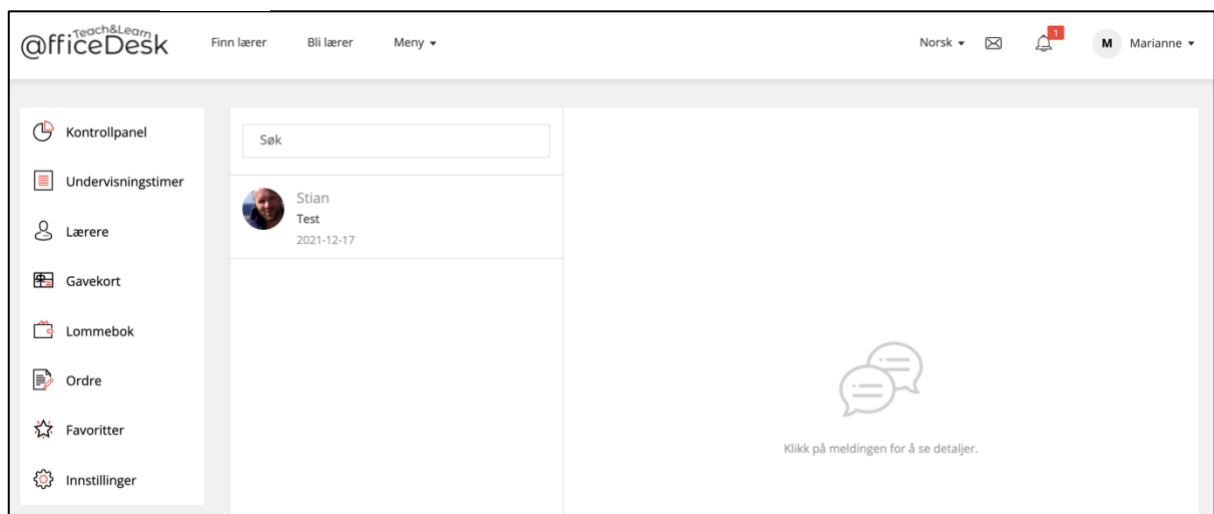 Teach&Learn
@fficeDesk
Finn lærer
Bli lærer
Meny
Norsk
1
M
Marianne
Kontrollpanel
Undervisningstimer
Lærere
Gavekort
Lommebok
Ordre
Favoritter
Innstillinger
Søk
Stian
Test
2021-12-17
Klikk på meldingen for å se detaljer.